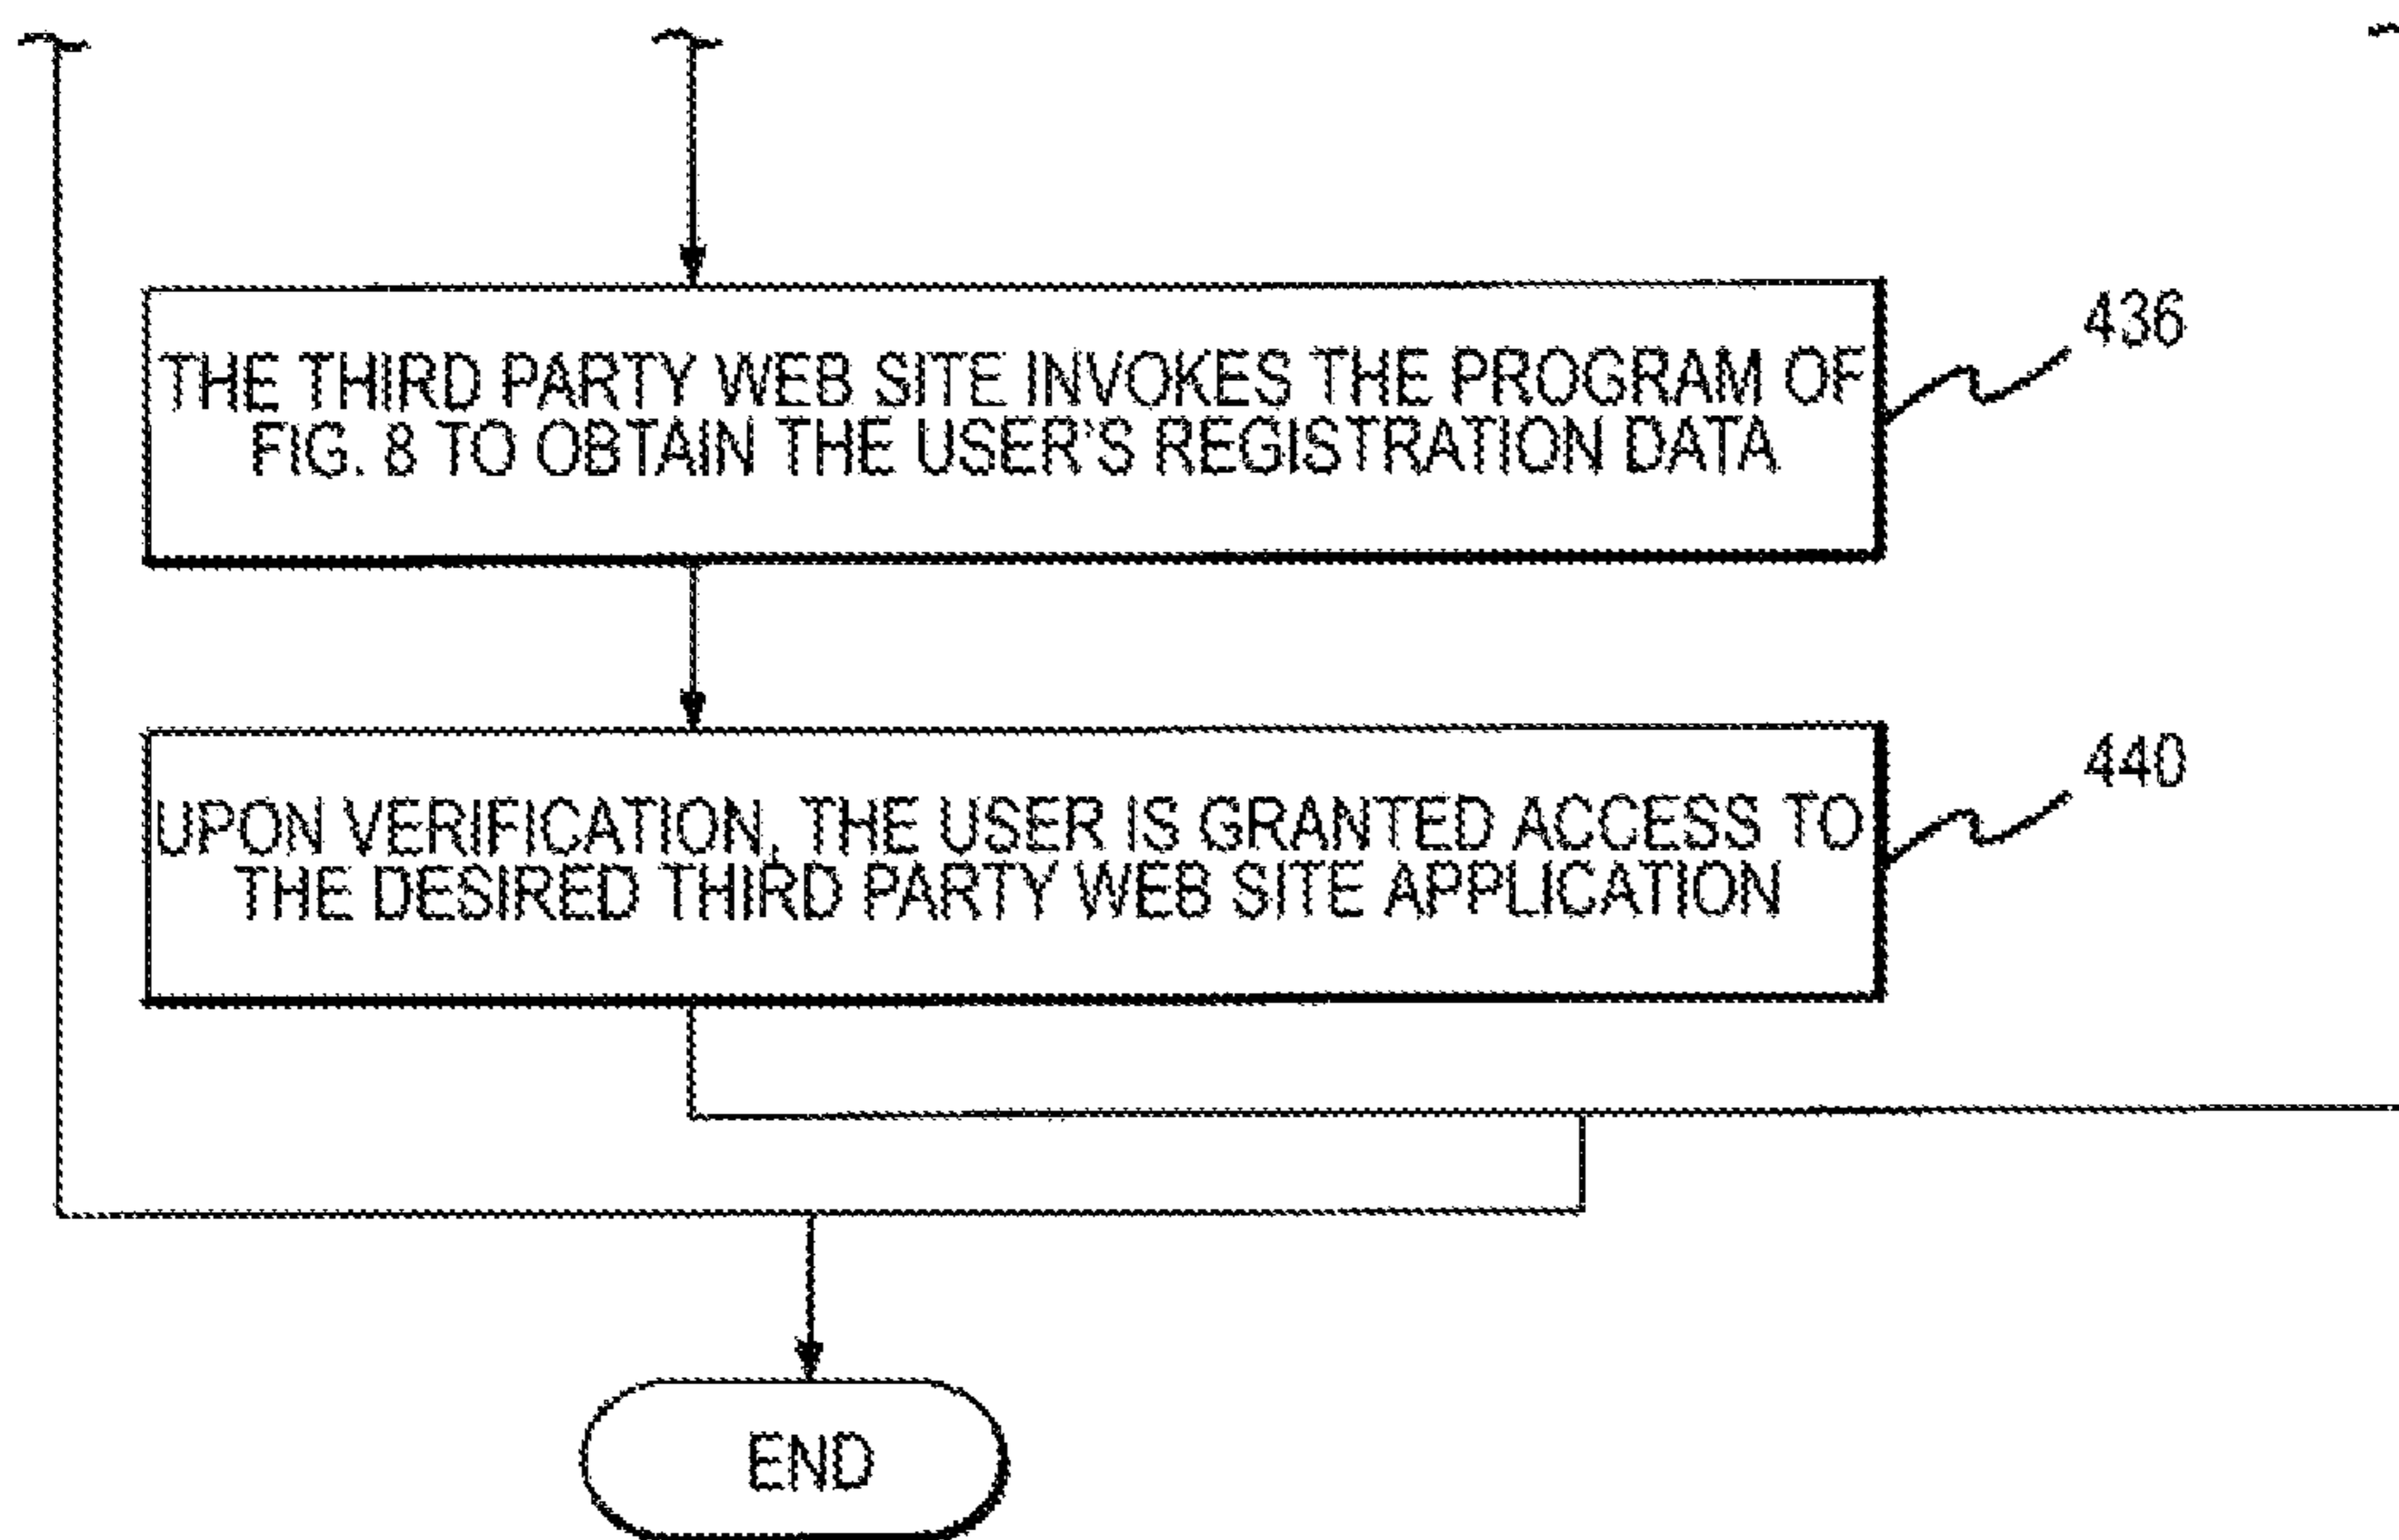 436
THE THIRD PARTY WEB SITE INVOKES THE PROGRAM OF
FIG. 8 TO OBTAIN THE USER'S REGISTRATION DATA
440
UPON VERIFICATION, THE USER IS GRANTED ACCESS TO
THE DESIRED THIRD PARTY WEB SITE APPLICATION
END